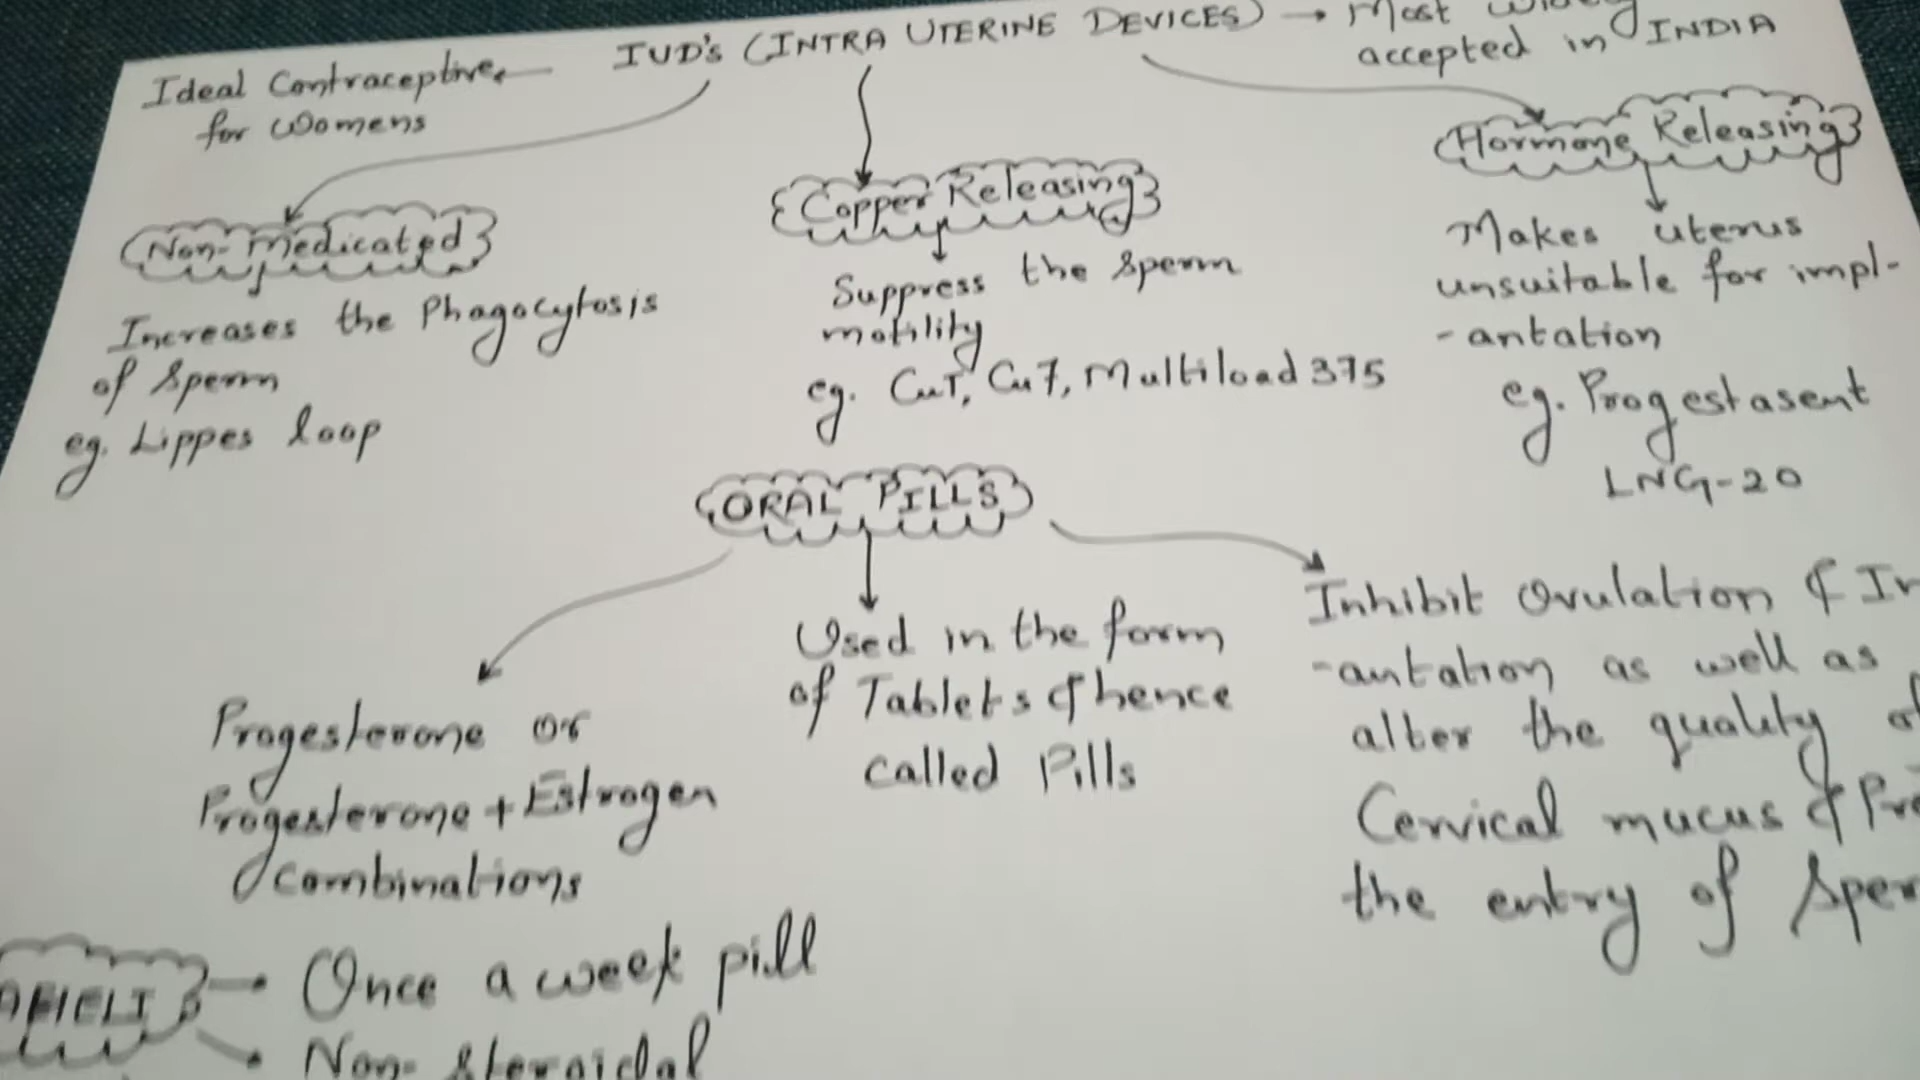 IUD's (INTRA UTERINE DEVICES) → Most
accepted in INDIA
Ideal Contraceptive
for Womens
Non-Medicated
Increases the Phagocytosis
of Sperm
eg. Lippes loop
Copper Releasing
Suppress the Sperm
motility
eg. CuT, Cu7, Multiload 375
Hormone Releasing
Makes uterus
unsuitable for impl-
-antation
eg. Progestasent
LNG-20
ORAL PILLS
Progesterone or
Progesterone + Estrogen
Combinations
Used in the form
of Tablets & hence
called Pills
Inhibit Ovulation &
-antation as well as
alter the quality
Cervical mucus &
the entry of
Once a week pill
Non-Steroidal